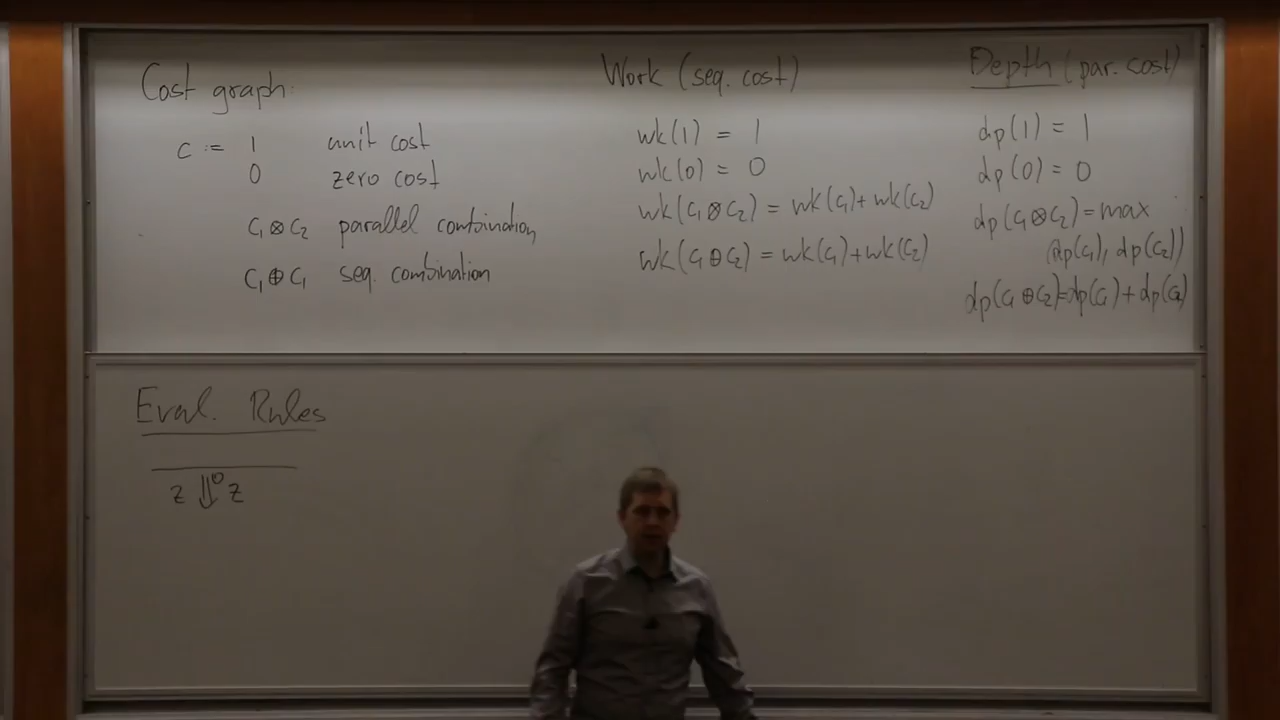 Cost graph:
c ::= 1 unit cost
0 zero cost
c₁ ⊗ c₂ parallel combination
c₁ ⊕ c₁ seq. combination
Work (seq. cost)
wk(1) = 1
wk(0) = 0
wk(c₁ ⊗ c₂) = wk(c₁) + wk(c₂)
wk(c₁ ⊕ c₂) = wk(c₁) + wk(c₂)
Depth (par. cost)
dp(1) = 1
dp(0) = 0
dp(c₁ ⊗ c₂) = max
(dp(c₁), dp(c₂))
dp(c₁ ⊕ c₂) = dp(c₁) + dp(c₂)
Eval. Rules
z ⇓⁰ z